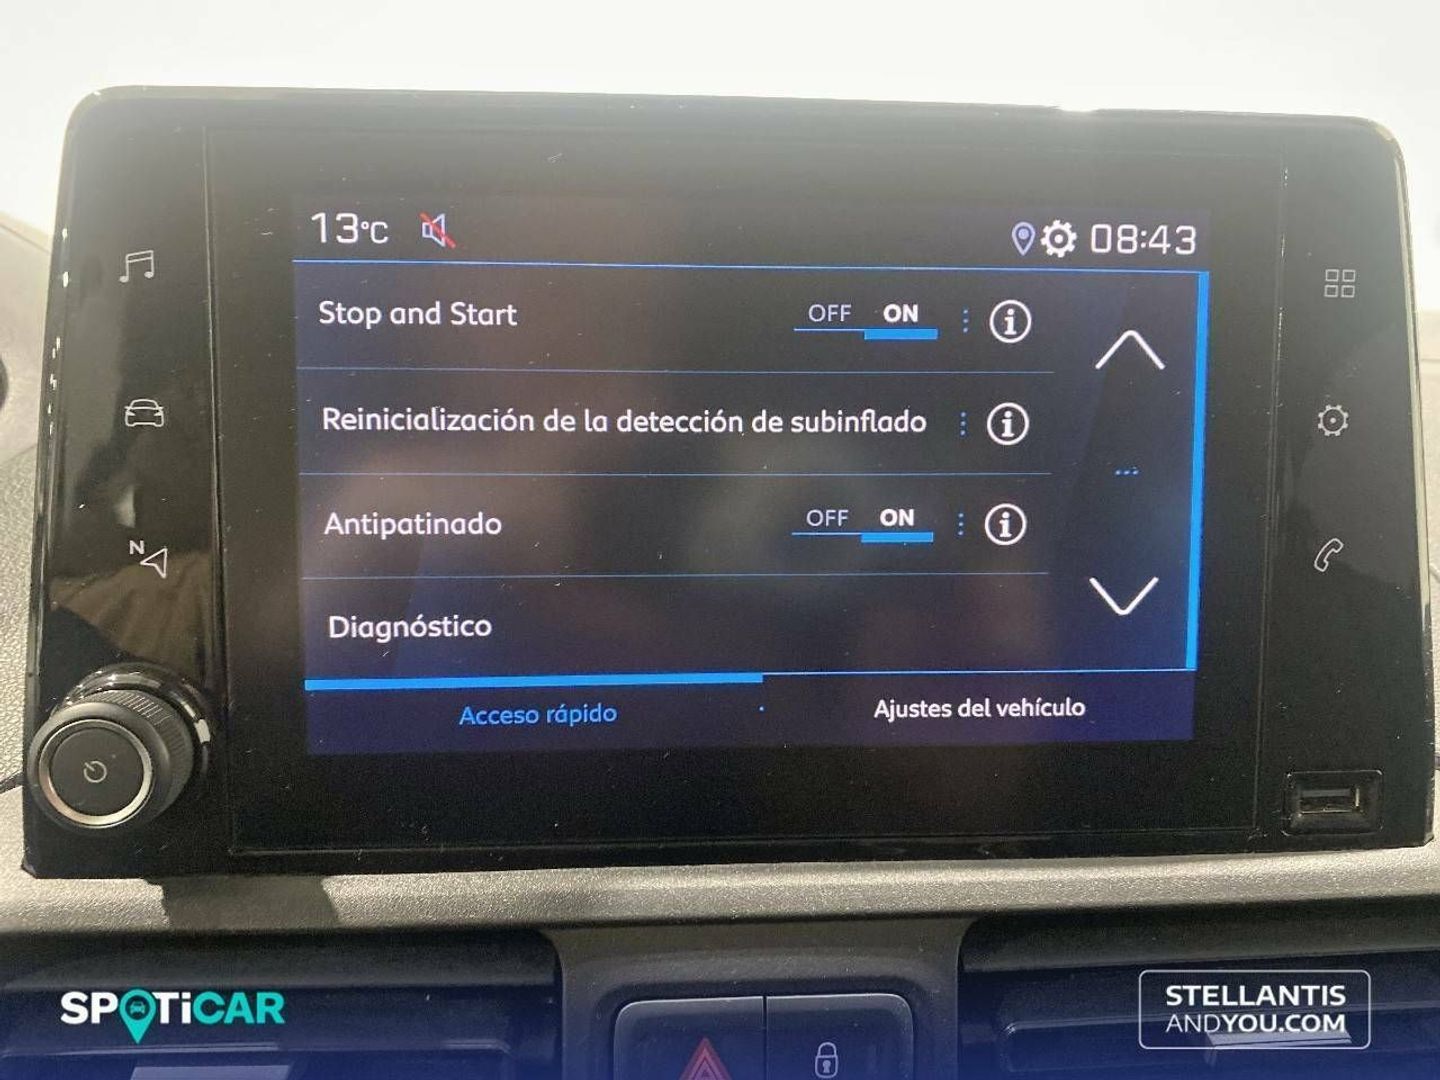 13°C
08:43
Stop and Start OFF ON
Reinicialización de la detección de subinflado
Antipatinado OFF ON
Diagnóstico
Acceso rápido
Ajustes del vehículo
N
SPOTiCAR
STELLANTIS
ANDYOU.COM